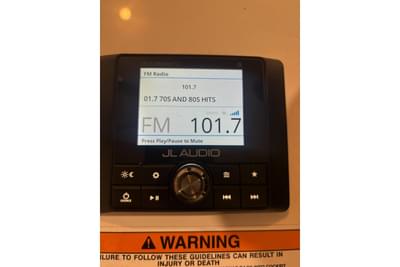 FM Radio
101.7
01.7 70S AND 80S HITS
FM 101.7
Press Play/Pause to Mute
JL AUDIO
SOURCE
WARNING
ILURE TO FOLLOW THESE GUIDELINES CAN RESULT IN
INJURY OR DEATH